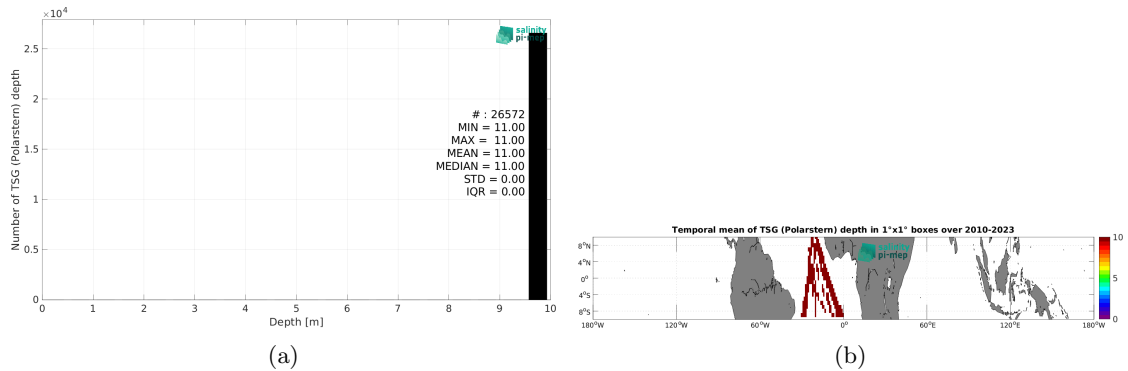 ×10⁴
salinity
pi-mep
2.5
2
1.5
1
0.5
0
Number of TSG (Polarstern) depth
# : 26572
MIN = 11.00
MAX = 11.00
MEAN = 11.00
MEDIAN = 11.00
STD = 0.00
IQR = 0.00
0 1 2 3 4 5 6 7 8 9 10
Depth [m]
(a)
Temporal mean of TSG (Polarstern) depth in 1°x1° boxes over 2010-2023
salinity
pi-mep
8°N
4°N
0°
4°S
8°S
180°W 120°W 60°W 0° 60°E 120°E 180°W
10
8
6
4
2
0
(b)